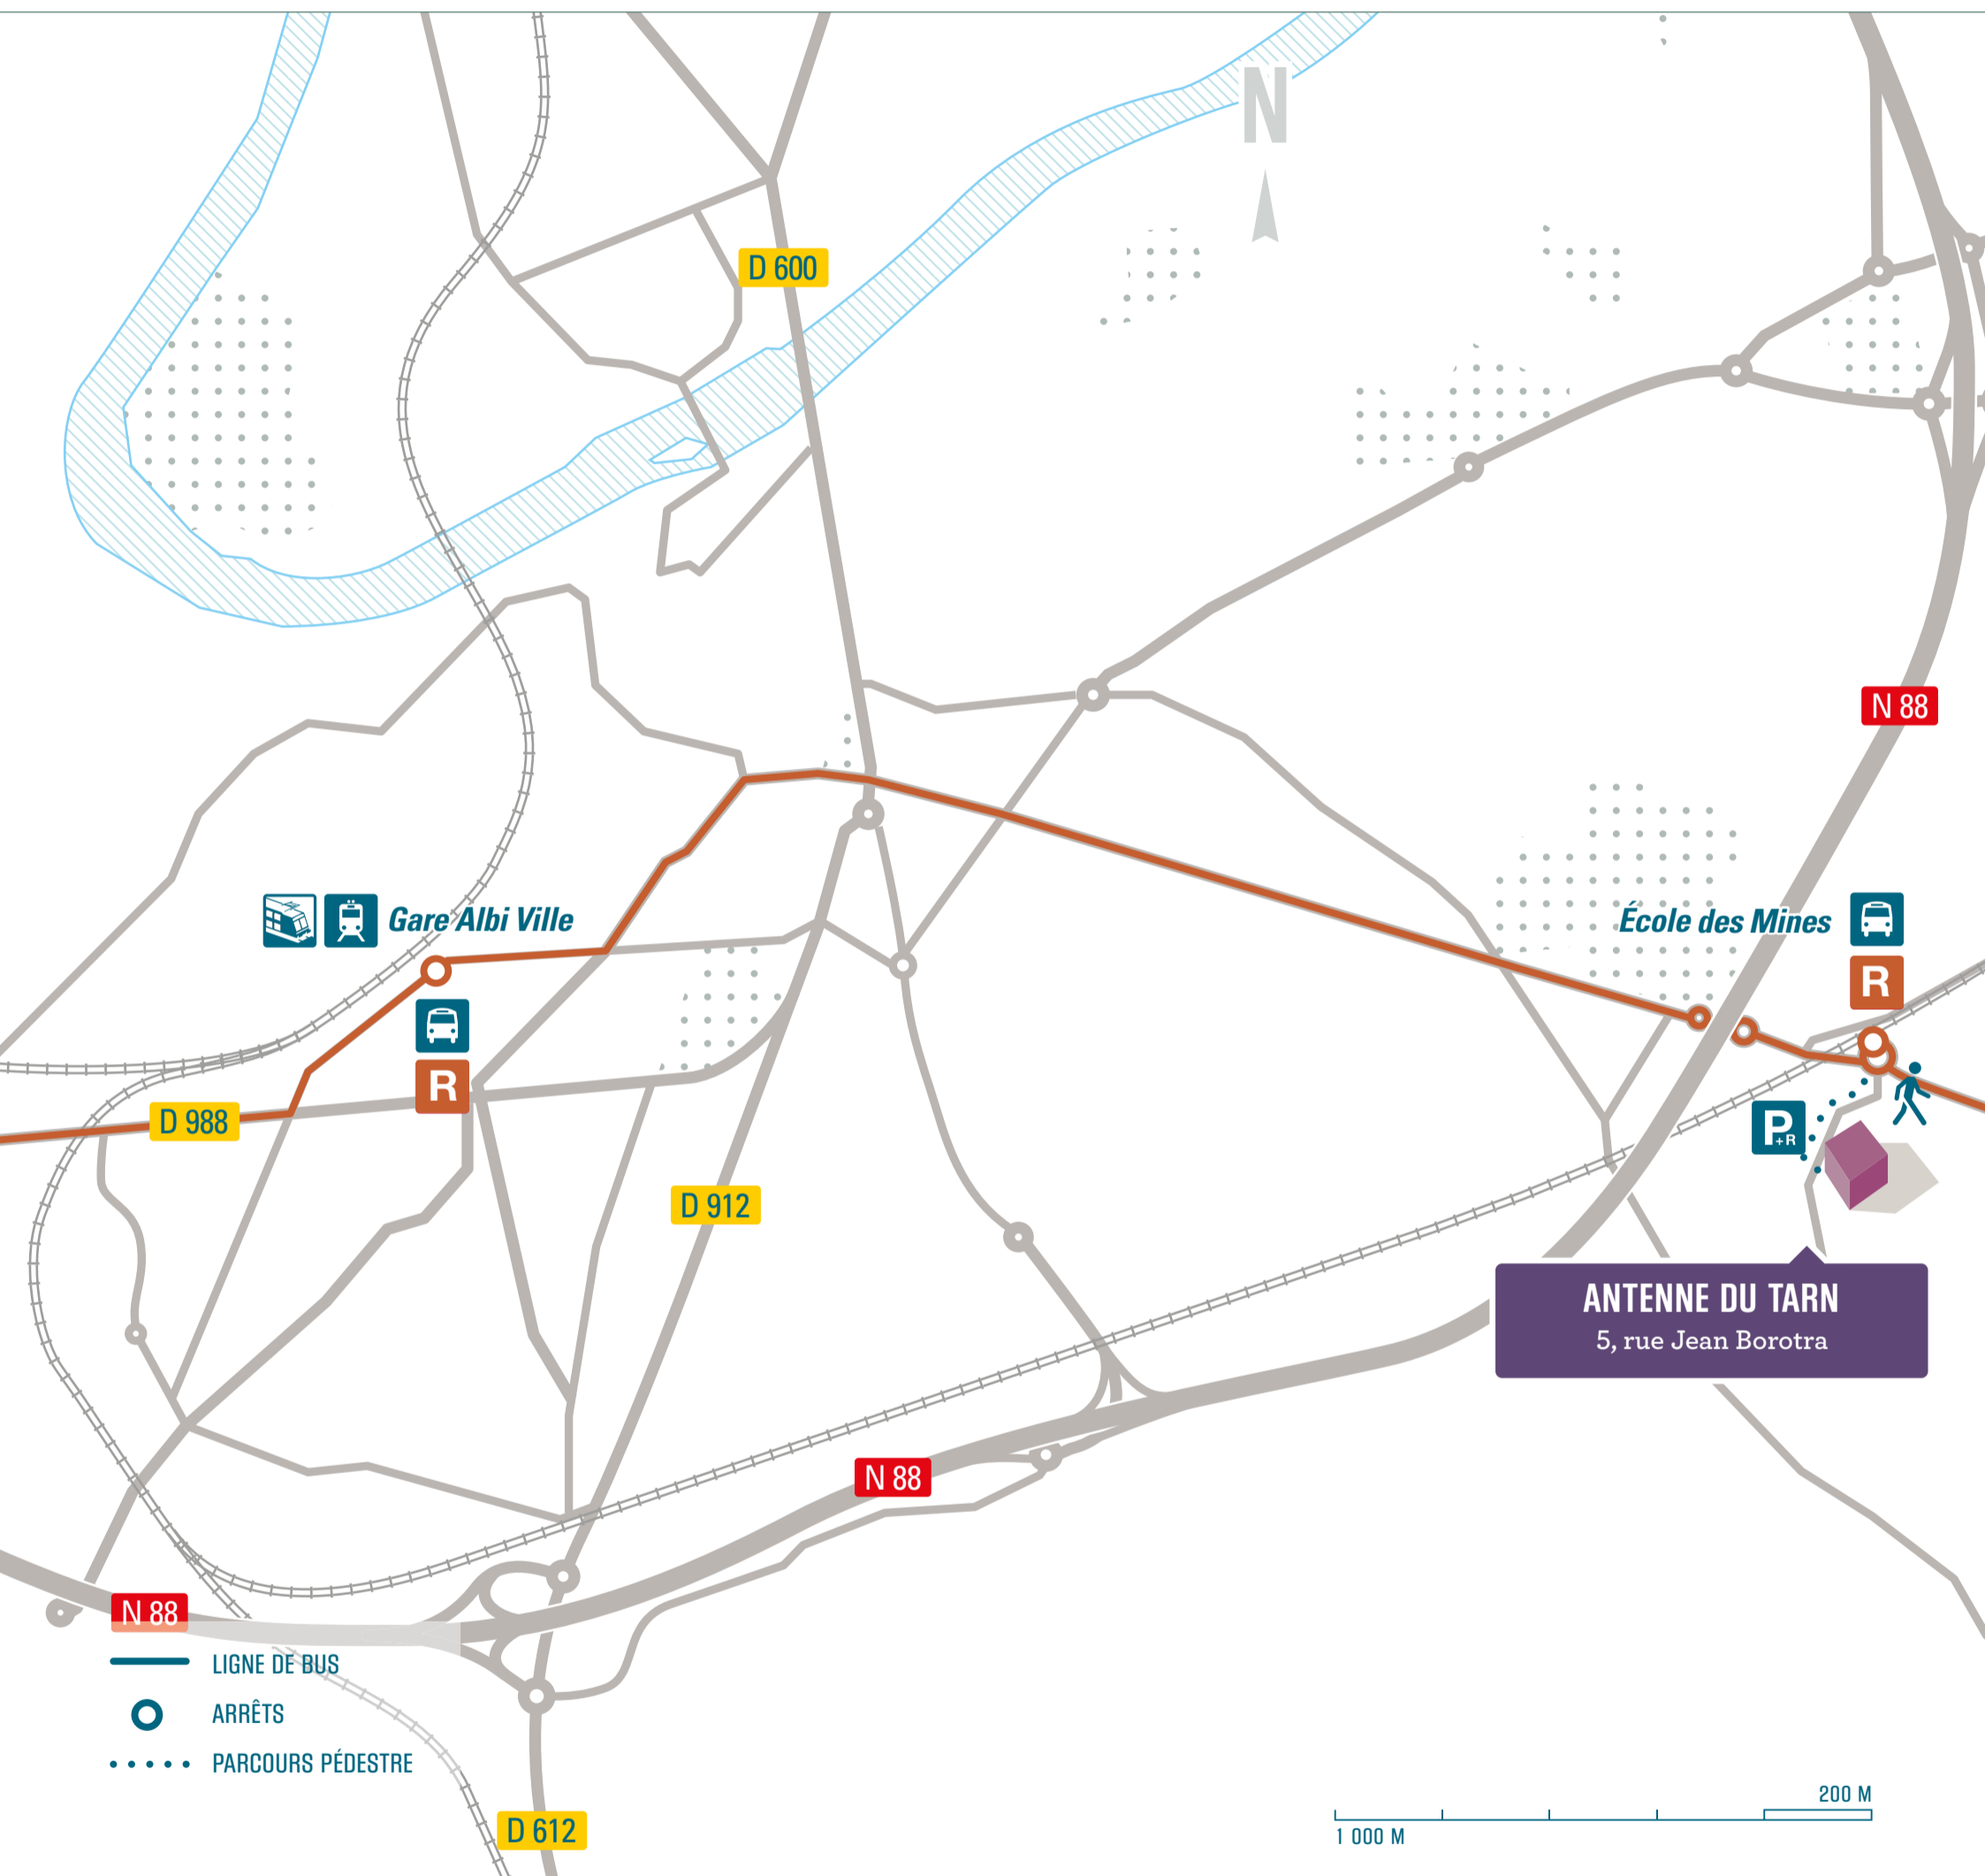 N
D 600
N 88
Gare Albi Ville
École des Mines
R
R
D 988
P+R
D 912
ANTENNE DU TARN
5, rue Jean Borotra
N 88
N 88
LIGNE DE BUS
ARRÊTS
PARCOURS PÉDESTRE
200 M
D 612
1 000 M